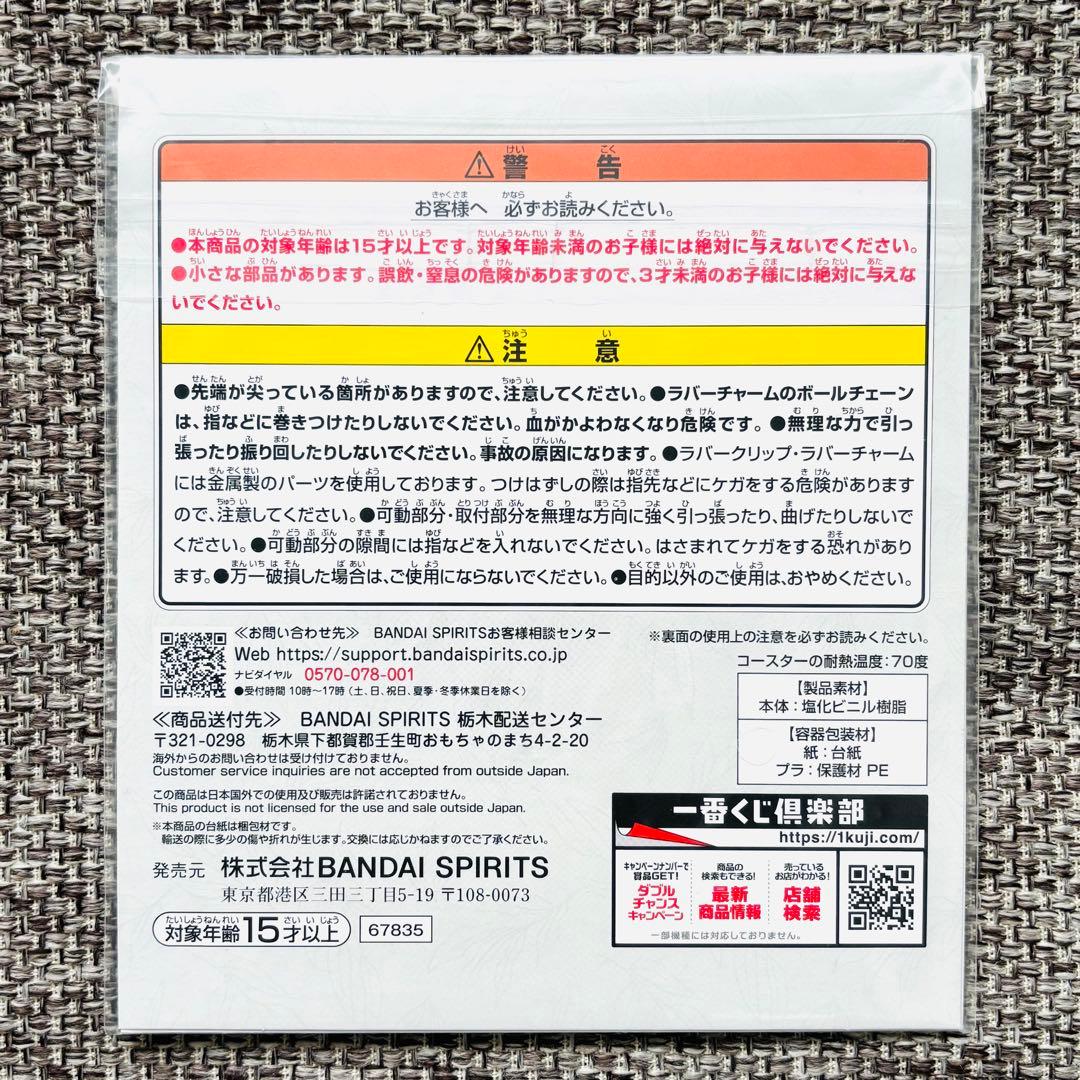 ⚠警告
お客様へ 必ずお読みください。
●本商品の対象年齢は15才以上です。対象年齢未満のお子様には絶対に与えないでください。
●小さな部品があります。誤飲・窒息の危険がありますので、3才未満のお子様には絶対に与えな
いでください。
⚠注意
●先端が尖っている箇所がありますので、注意してください。●ラバーチャームのボールチェーン
は、指などに巻きつけたりしないでください。血がかよわなくなり危険です。●無理な力で引っ
張ったり振り回したりしないでください。事故の原因になります。●ラバークリップ・ラバーチャーム
には金属製のパーツを使用しております。つけはずしの際は指先などにケガをする危険があります
ので、注意してください。●可動部分・取付部分を無理な方向に強く引っ張ったり、曲げたりしないで
ください。●可動部分の隙間には指などを入れないでください。はさまれてケガをする恐れがあり
ます。●万一破損した場合は、ご使用にならないでください。●目的以外のご使用は、おやめください。
≪お問い合わせ先≫ BANDAI SPIRITSお客様相談センター
Web https://support.bandaispirits.co.jp
ナビダイヤル 0570-078-001
●受付時間 10時〜17時(土、日、祝日、夏季・冬季休業日を除く)
※裏面の使用上の注意を必ずお読みください。
コースターの耐熱温度:70度
【製品素材】
本体:塩化ビニル樹脂
【容器包装材】
紙:台紙
プラ:保護材 PE
≪商品送付先≫ BANDAI SPIRITS 栃木配送センター
〒321-0298 栃木県下都賀郡壬生町おもちゃのまち4-2-20
海外からのお問い合わせは受け付けておりません。
Customer service inquiries are not accepted from outside Japan.
この商品は日本国外での使用及び販売は許諾されておりません。
This product is not licensed for the use and sale outside Japan.
※本商品の台紙は梱包材です。
輸送の際に多少の傷や折れが生じます。交換には応じかねますのでご了承ください。
発売元 株式会社BANDAI SPIRITS
東京都港区三田三丁目5-19 〒108-0073
対象年齢15才以上
67835
一番くじ倶楽部
https://1kuji.com/
キャンペーンナンバーで
賞品GET!
ダブル
チャンス
キャンペーン
商品の
検索もできる!
最新
商品情報
売っている
お店がわかる!
店舗
検索
一部機種には対応しておりません。